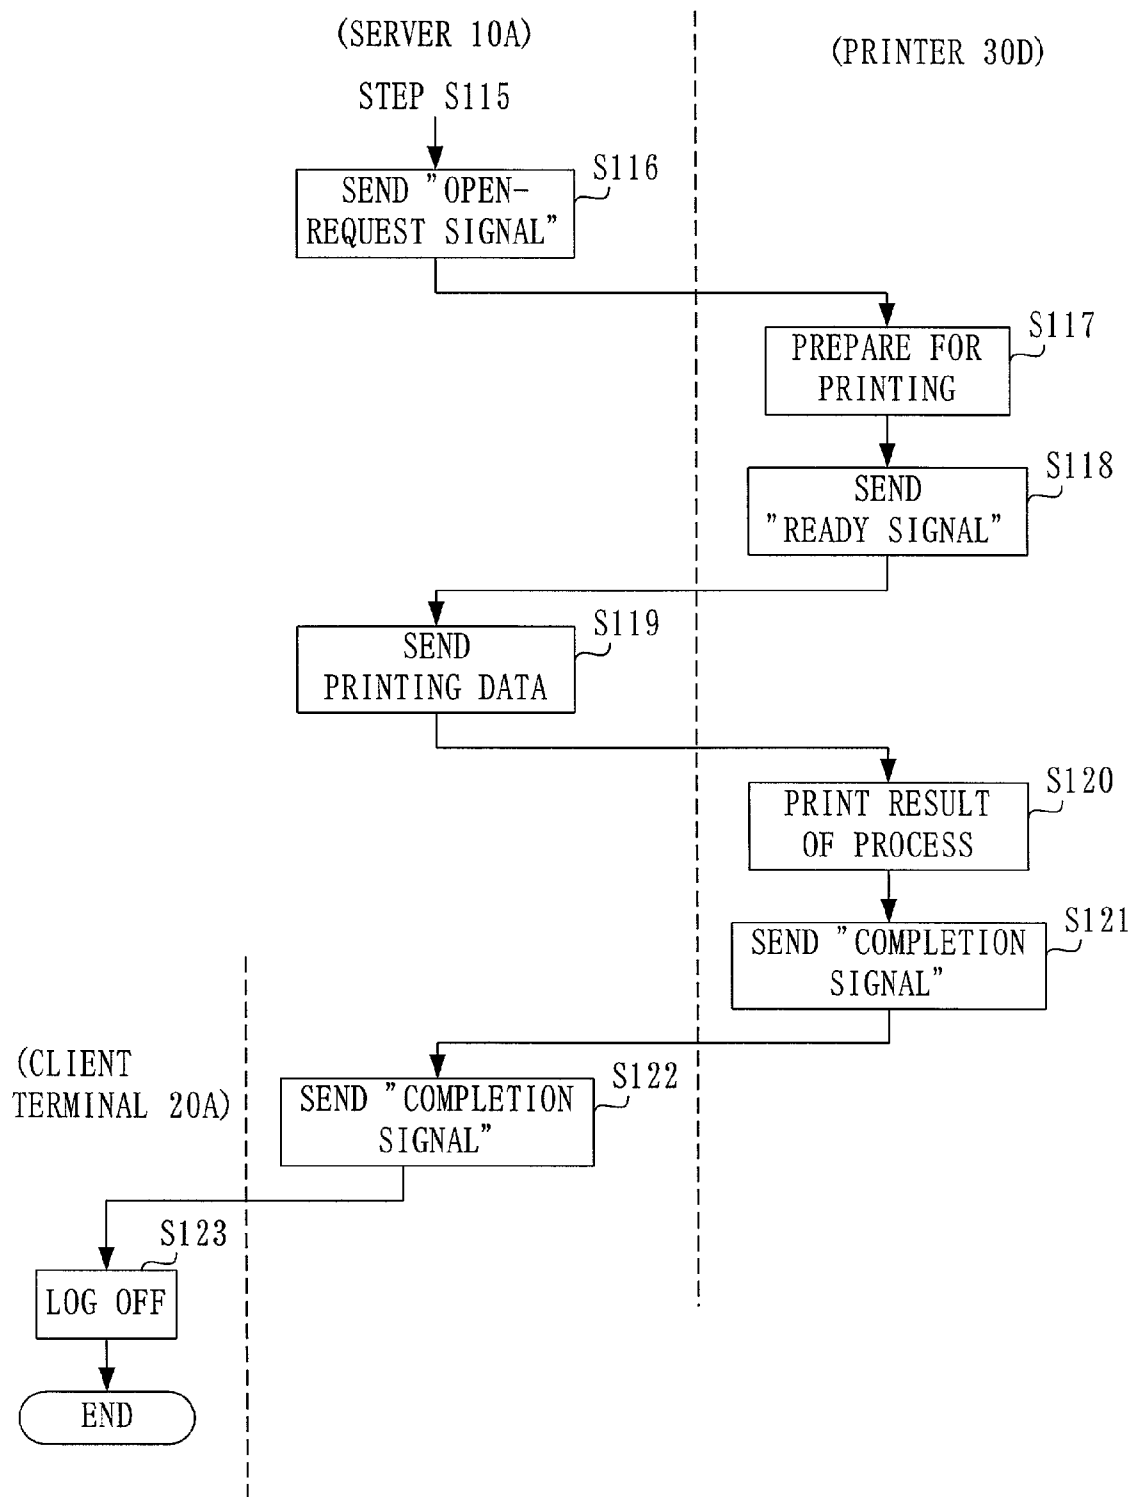 (SERVER 10A)
(PRINTER 30D)
STEP S115
S116
SEND "OPEN-
REQUEST SIGNAL"
S117
PREPARE FOR
PRINTING
S118
SEND
"READY SIGNAL"
S119
SEND
PRINTING DATA
S120
PRINT RESULT
OF PROCESS
S121
SEND "COMPLETION
SIGNAL"
(CLIENT
TERMINAL 20A)
S122
SEND "COMPLETION
SIGNAL"
S123
LOG OFF
END